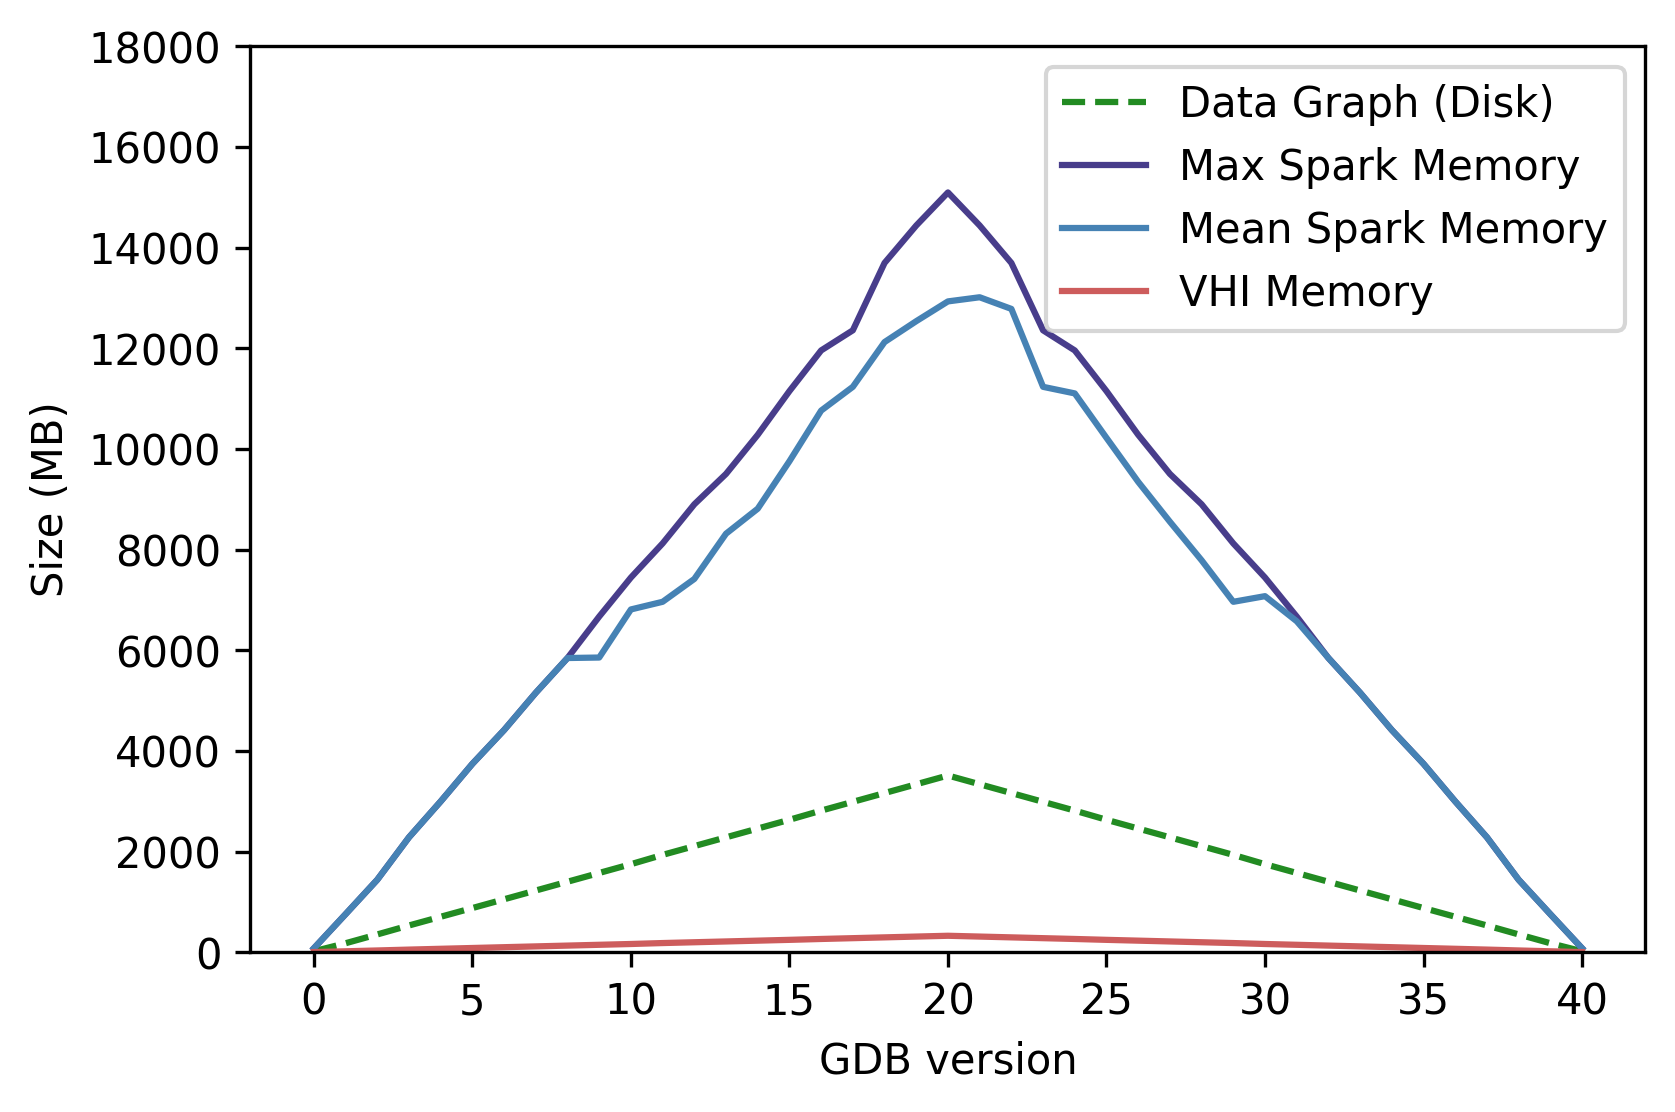 18000
16000
14000
12000
10000
8000
6000
4000
2000
0
Size (MB)
Data Graph (Disk)
Max Spark Memory
Mean Spark Memory
VHI Memory
0 5 10 15 20 25 30 35 40
GDB version